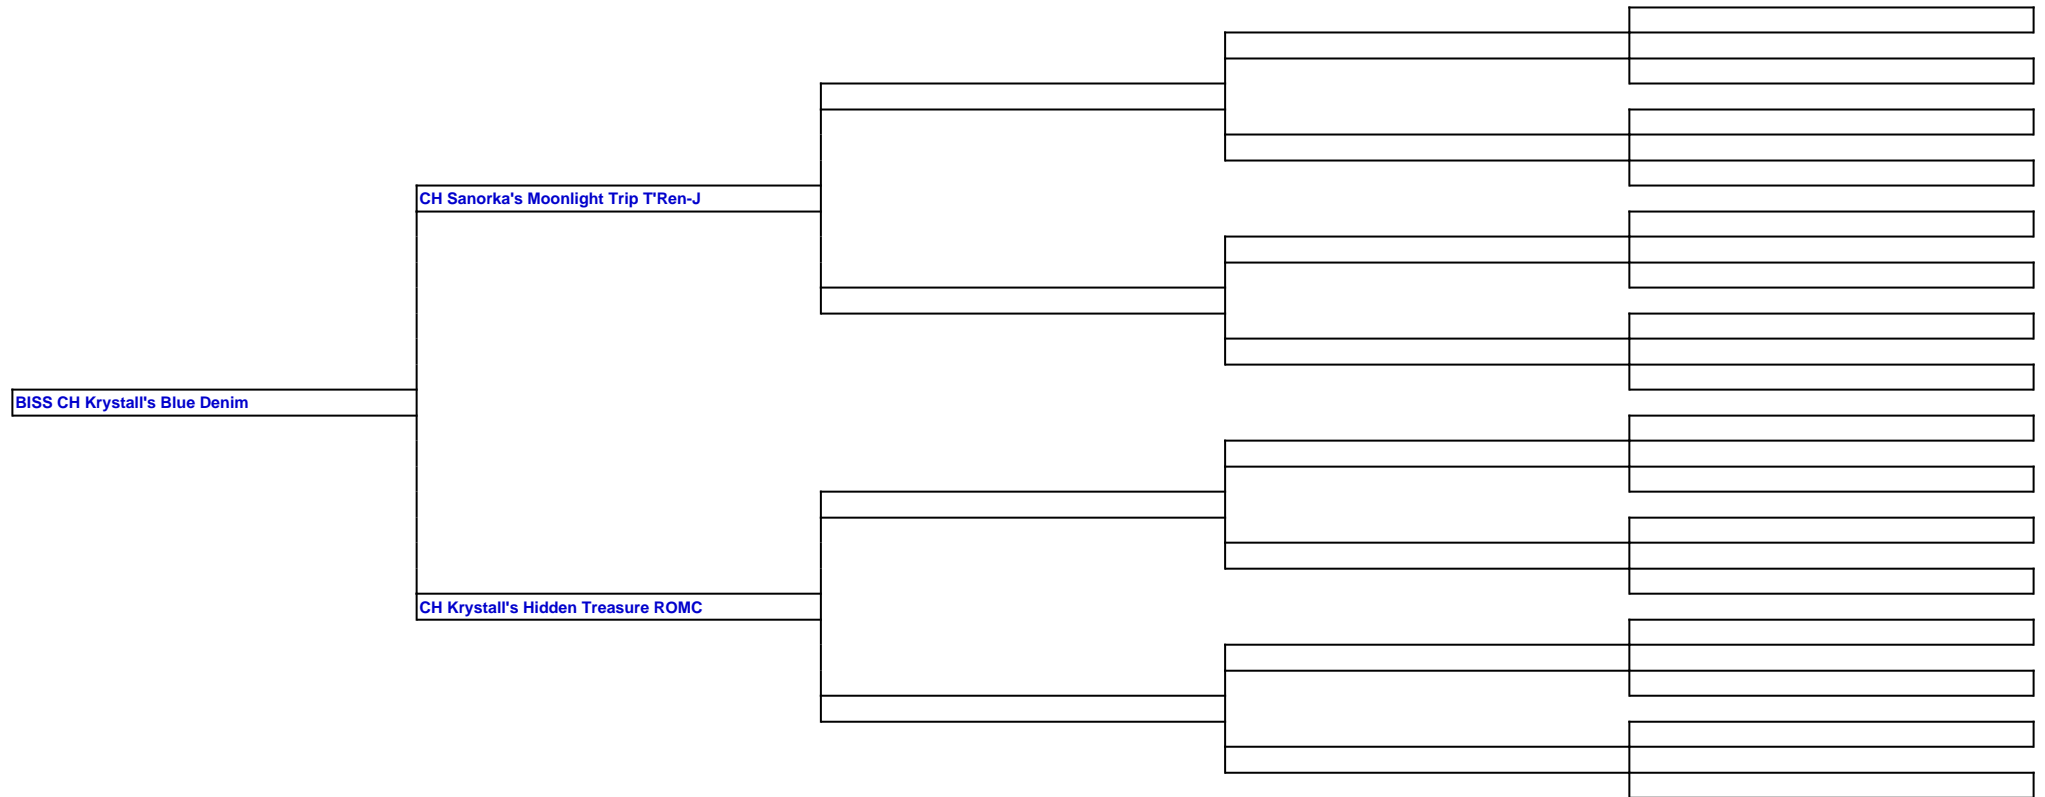 CH Sanorka's Moonlight Trip T'Ren-J
BISS CH Krystall's Blue Denim
CH Krystall's Hidden Treasure ROMC